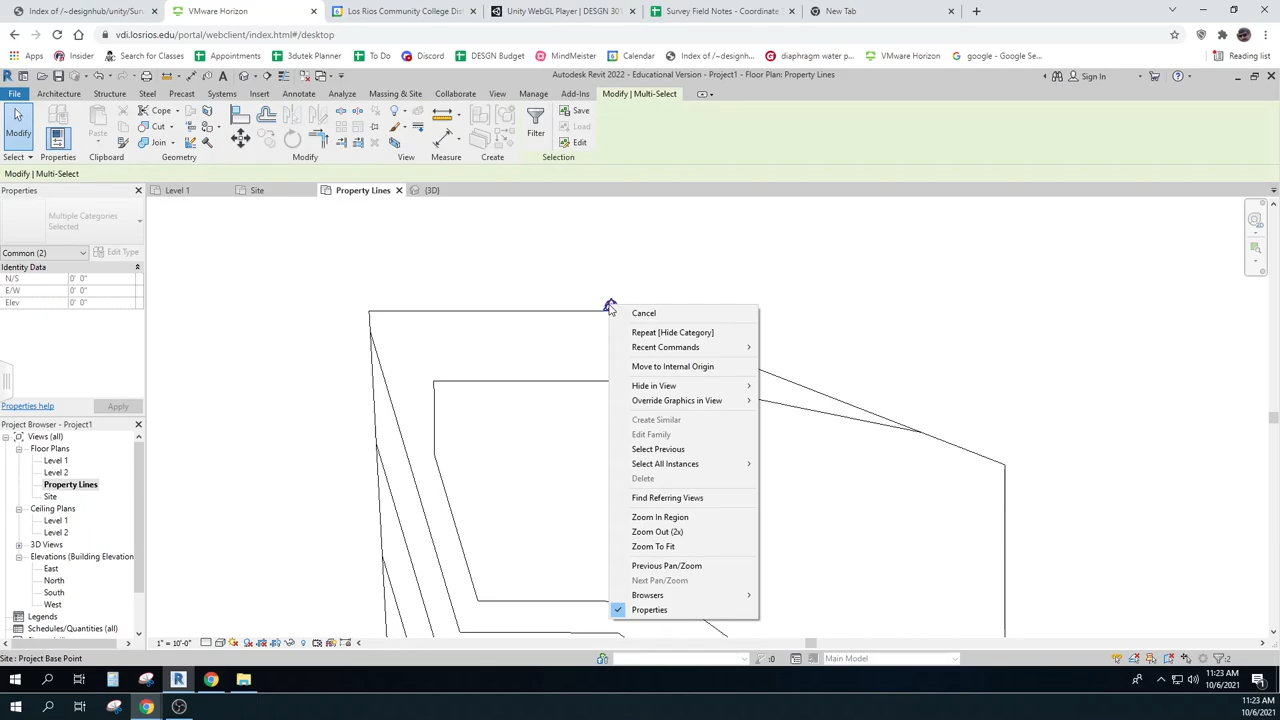 Index of /designhub/unity/Surv
VMware Horizon
Los Rios Community College Dist
Unity WebGL Player | DESGN 301
Survey Field Notes - Coordinate
New Tab
vdi.losrios.edu/portal/webclient/index.html#/desktop
Apps
Insider
Search for Classes
Appointments
3dutek Planner
To Do
Discord
DESGN Budget
MindMeister
Calendar
Index of /~designh...
diaphragm water p...
VMware Horizon
google - Google Se...
Reading list
Autodesk Revit 2022 - Educational Version - Project1 - Floor Plan: Property Lines
Sign In
File Architecture Structure Steel Precast Systems Insert Annotate Analyze Massing & Site Collaborate View Manage Add-Ins Modify | Multi-Select
Modify
Properties
Paste
Cope
Cut
Join
Filter
Save
Load
Edit
Select Properties Clipboard Geometry Modify View Measure Create Selection
Modify | Multi-Select
Properties
Level 1
Site
Property Lines
{3D}
Multiple Categories
Selected
Common (2)
Edit Type
Identity Data
N/S 0' 0"
E/W 0' 0"
Elev 0' 0"
Properties help
Apply
Project Browser - Project1
Views (all)
Floor Plans
Level 1
Level 2
Property Lines
Site
Ceiling Plans
Level 1
Level 2
3D Views
Elevations (Building Elevation
East
North
South
West
Legends
Schedules/Quantities (all)
Cancel
Repeat [Hide Category]
Recent Commands
Move to Internal Origin
Hide in View
Override Graphics in View
Create Similar
Edit Family
Select Previous
Select All Instances
Delete
Find Referring Views
Zoom In Region
Zoom Out (2x)
Zoom To Fit
Previous Pan/Zoom
Next Pan/Zoom
Browsers
Properties
1" = 10'-0"
Site : Project Base Point
:0
Main Model
:2
11:23 AM
10/6/2021
11:23 AM
10/6/2021